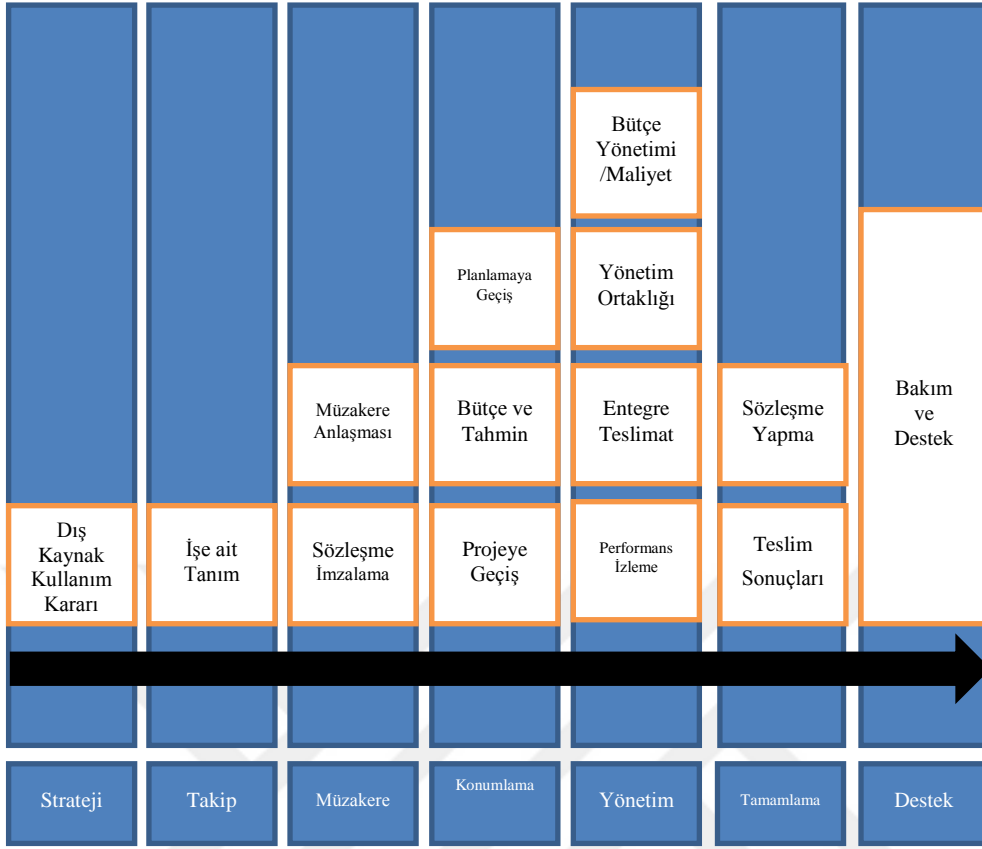 Bütçe
Yönetimi
/Maliyet
Planlamaya
Geçiş
Yönetim
Ortaklığı
Müzakere
Anlaşması
Bütçe ve
Tahmin
Entegre
Teslimat
Sözleşme
Yapma
Bakım
ve
Destek
Dış
Kaynak
Kullanım
Kararı
İşe ait
Tanım
Sözleşme
İmzalama
Projeye
Geçiş
Performans
İzleme
Teslim
Sonuçları
Strateji
Takip
Müzakere
Konumlama
Yönetim
Tamamlama
Destek